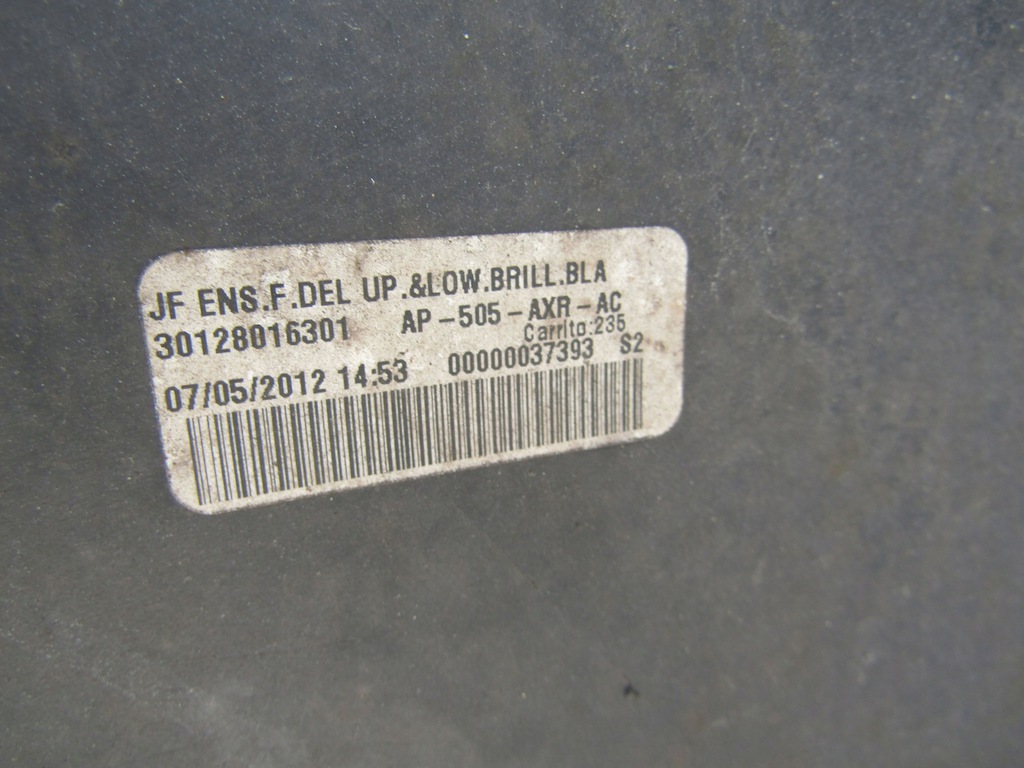 JF ENS.F.DEL UP.&LOW.BRILL.BLA
30128016301 AP-505-AXR-AC
Carrito:235
07/05/2012 14:53 00000037393 S2